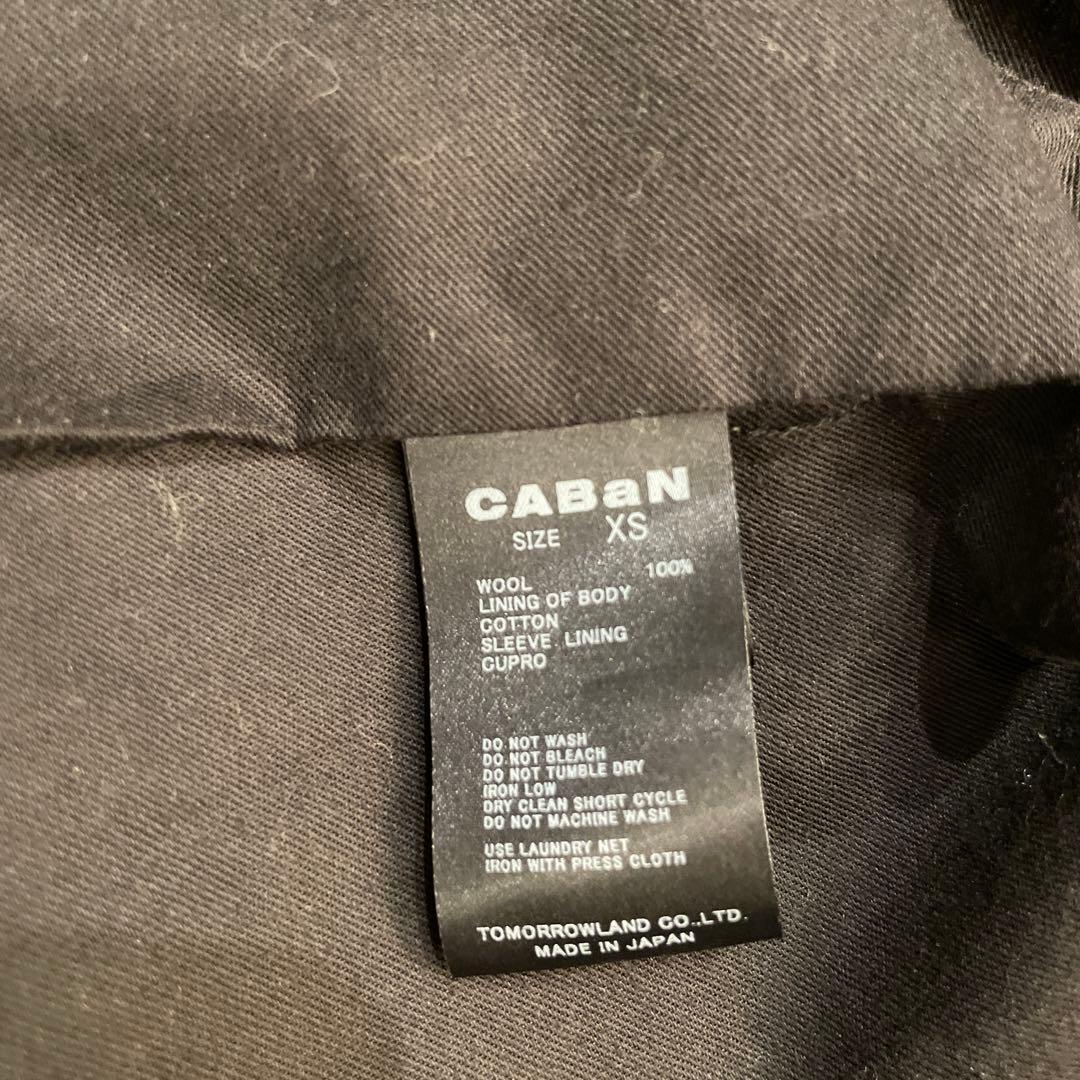 CABaN
SIZE XS
WOOL 100%
LINING OF BODY
COTTON
SLEEVE LINING
CUPRO
DO NOT WASH
DO NOT BLEACH
DO NOT TUMBLE DRY
IRON LOW
DRY CLEAN SHORT CYCLE
DO NOT MACHINE WASH
USE LAUNDRY NET
IRON WITH PRESS CLOTH
TOMORROWLAND CO.,LTD.
MADE IN JAPAN